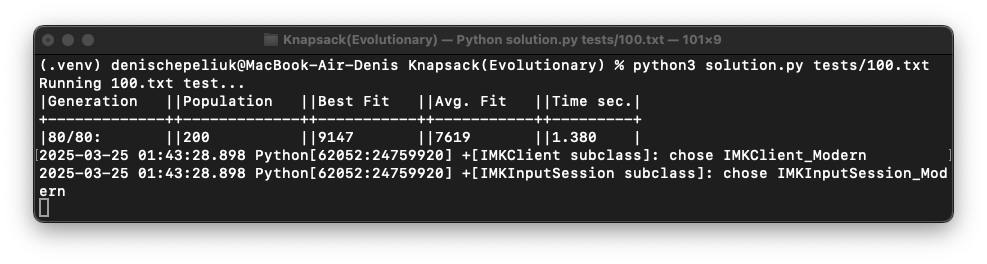 Knapsack(Evolutionary) — Python solution.py tests/100.txt — 101×9
(.venv) denischepeliuk@MacBook-Air-Denis Knapsack(Evolutionary) % python3 solution.py tests/100.txt
Running 100.txt test...
|Generation   ||Population   ||Best Fit   ||Avg. Fit   ||Time sec.|
+-------------++-------------++-----------++-----------++---------+
|80/80:       ||200          ||9147       ||7619       ||1.380    |
2025-03-25 01:43:28.898 Python[62052:24759920] +[IMKClient subclass]: chose IMKClient_Modern
2025-03-25 01:43:28.898 Python[62052:24759920] +[IMKInputSession subclass]: chose IMKInputSession_Mod
ern